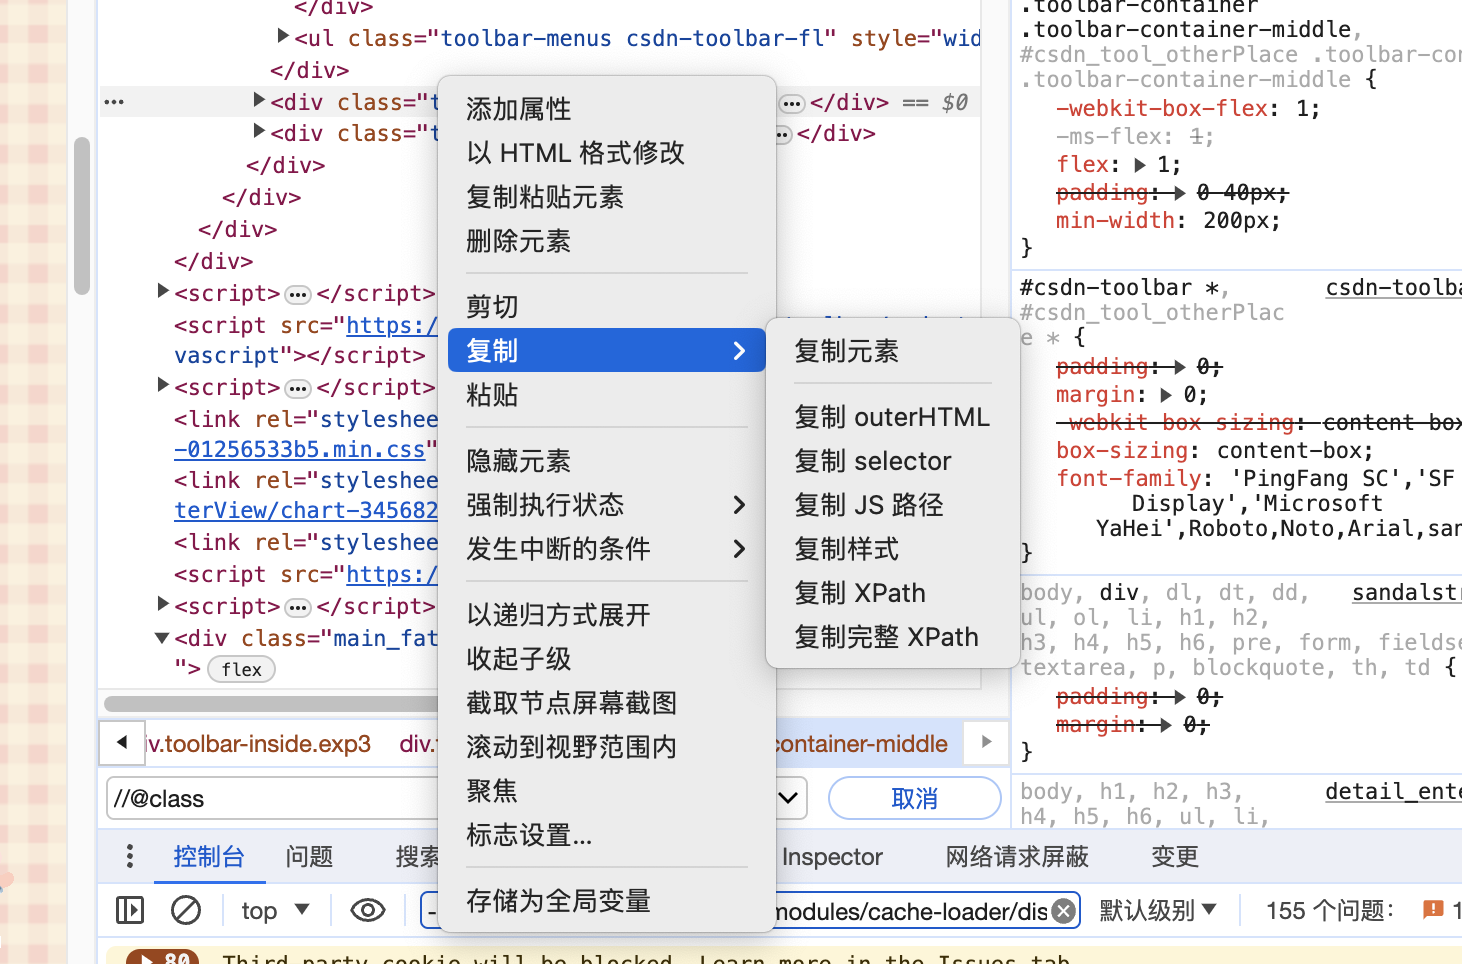 </div>
<ul class="toolbar-menus csdn-toolbar-fl" style="wid
</div>
<div class="t
</div> == $0
<div class="t
</div>
</div>
</div>
</div>
</div>
<script>
</script>
<script src="https:/
vascript"></script>
<script>
</script>
<link rel="styleshee
-01256533b5.min.css"
<link rel="styleshee
terView/chart-345682
<link rel="styleshee
<script src="https:/
<script>
</script>
<div class="main_fat
"> flex
添加属性
以 HTML 格式修改
复制粘贴元素
删除元素
剪切
复制
粘贴
隐藏元素
强制执行状态
发生中断的条件
以递归方式展开
收起子级
截取节点屏幕截图
滚动到视野范围内
聚焦
标志设置...
存储为全局变量
复制元素
复制 outerHTML
复制 selector
复制 JS 路径
复制样式
复制 XPath
复制完整 XPath
.toolbar-container
.toolbar-container-middle,
#csdn_tool_otherPlace .toolbar-con
.toolbar-container-middle {
-webkit-box-flex: 1;
-ms-flex: 1;
flex: 1;
padding: 0 40px;
min-width: 200px;
}
#csdn-toolbar *,
csdn-toolba
#csdn_tool_otherPlac
e * {
padding: 0;
margin: 0;
-webkit-box-sizing: content-box
box-sizing: content-box;
font-family: 'PingFang SC','SF
Display','Microsoft
YaHei',Roboto,Noto,Arial,san
}
body, div, dl, dt, dd,
sandalstr
ul, ol, li, h1, h2,
h3, h4, h5, h6, pre, form, fieldse
textarea, p, blockquote, th, td {
padding: 0;
margin: 0;
}
body, h1, h2, h3,
detail_ente
h4, h5, h6, ul, li,
iv.toolbar-inside.exp3
div.
container-middle
//@class
取消
控制台
问题
搜索
Inspector
网络请求屏蔽
变更
top
modules/cache-loader/dis
默认级别
155 个问题:
1
80
Third-party cookie will be blocked. Learn more in the Issues tab.